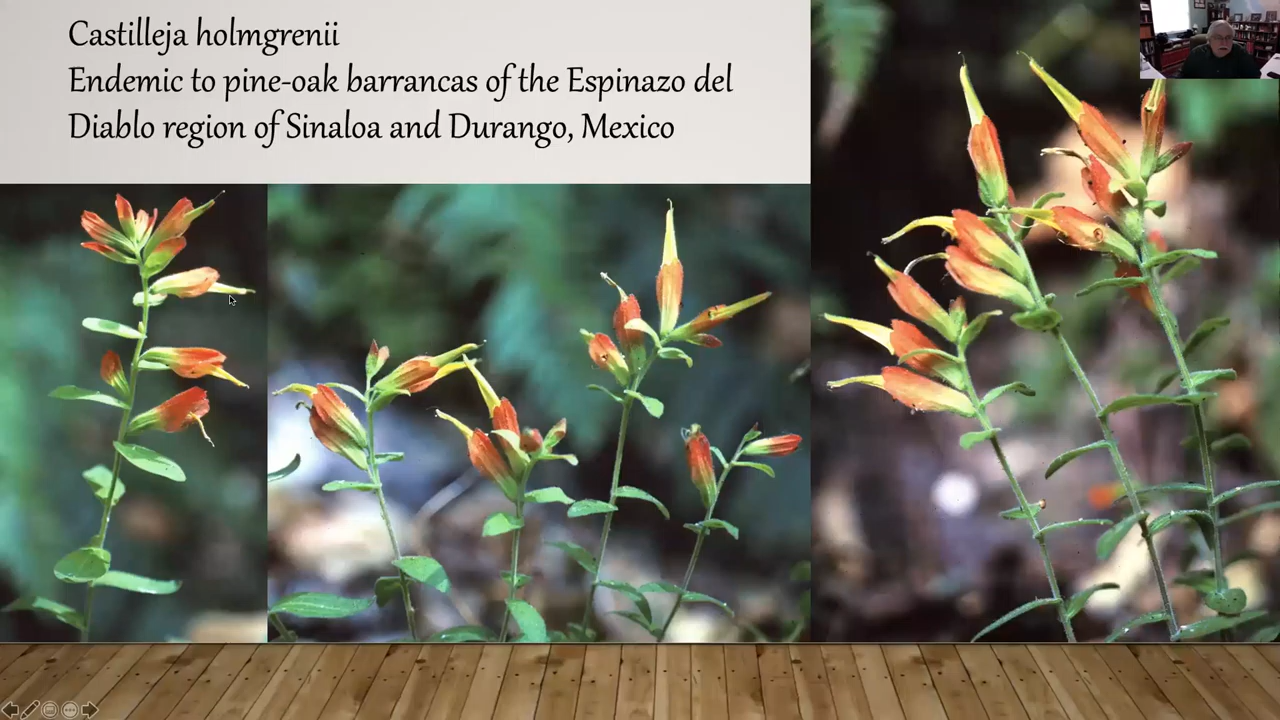 Castilleja holmgrenii
Endemic to pine-oak barrancas of the Espinazo del
Diablo region of Sinaloa and Durango, Mexico